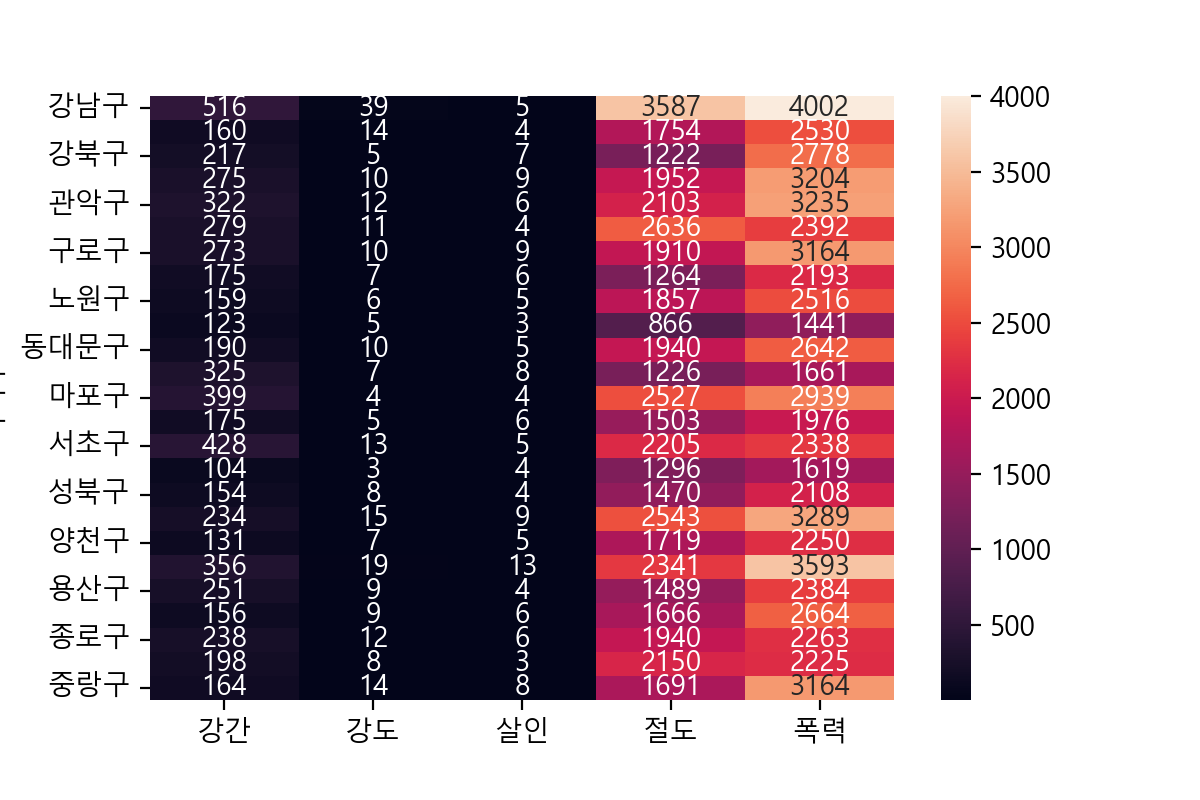 강남구 516 39 5 3587 4002 4000
160 14 4 1754 2530
강북구 217 5 7 1222 2778
275 10 9 1952 3204 3500
관악구 322 12 6 2103 3235
279 11 4 2636 2392
구로구 273 10 9 1910 3164 3000
175 7 6 1264 2193
노원구 159 6 5 1857 2516
123 5 3 866 1441 2500
동대문구 190 10 5 1940 2642
325 7 8 1226 1661
마포구 399 4 4 2527 2939 2000
175 5 6 1503 1976
서초구 428 13 5 2205 2338
104 3 4 1296 1619 1500
성북구 154 8 4 1470 2108
234 15 9 2543 3289
양천구 131 7 5 1719 2250 1000
356 19 13 2341 3593
용산구 251 9 4 1489 2384
156 9 6 1666 2664 500
종로구 238 12 6 1940 2263
198 8 3 2150 2225
중랑구 164 14 8 1691 3164
강간 강도 살인 절도 폭력